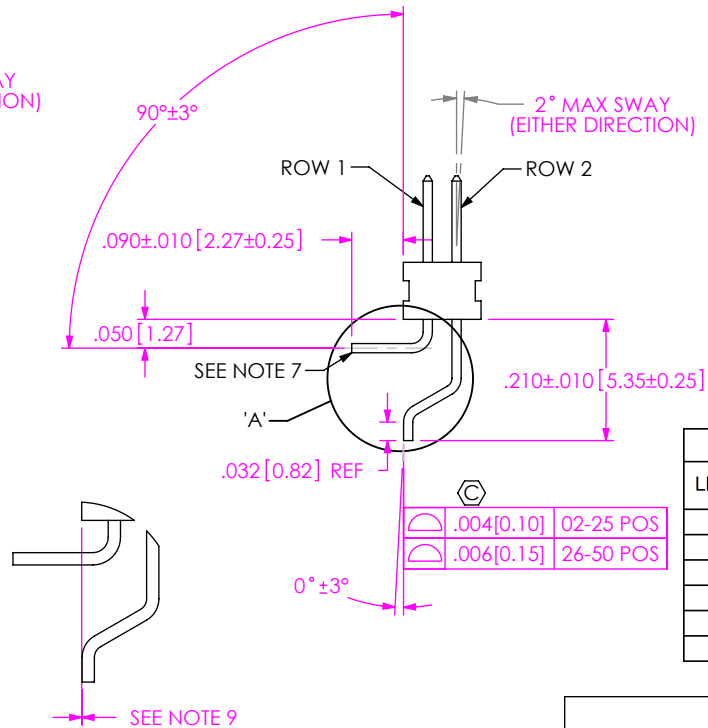 AY
ION)
90°±3°
2° MAX SWAY
(EITHER DIRECTION)
ROW 1
ROW 2
.090±.010 [2.27±0.25]
.050 [1.27]
SEE NOTE 7
'A'
.210±.010 [5.35±0.25]
.032 [0.82] REF
C
.004[0.10] 02-25 POS
.006[0.15] 26-50 POS
0°±3°
SEE NOTE 9